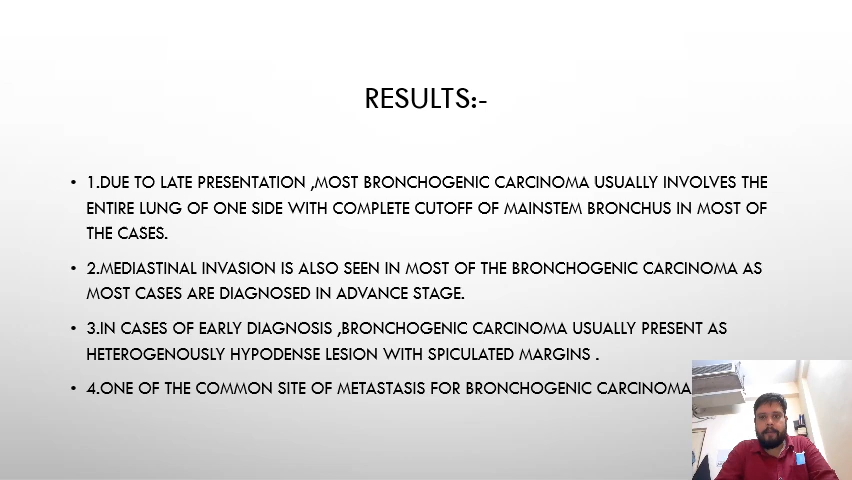 RESULTS:-
• 1.DUE TO LATE PRESENTATION ,MOST BRONCHOGENIC CARCINOMA USUALLY INVOLVES THE
ENTIRE LUNG OF ONE SIDE WITH COMPLETE CUTOFF OF MAINSTEM BRONCHUS IN MOST OF
THE CASES.
• 2.MEDIASTINAL INVASION IS ALSO SEEN IN MOST OF THE BRONCHOGENIC CARCINOMA AS
MOST CASES ARE DIAGNOSED IN ADVANCE STAGE.
• 3.IN CASES OF EARLY DIAGNOSIS ,BRONCHOGENIC CARCINOMA USUALLY PRESENT AS
HETEROGENOUSLY HYPODENSE LESION WITH SPICULATED MARGINS .
• 4.ONE OF THE COMMON SITE OF METASTASIS FOR BRONCHOGENIC CARCINOMA